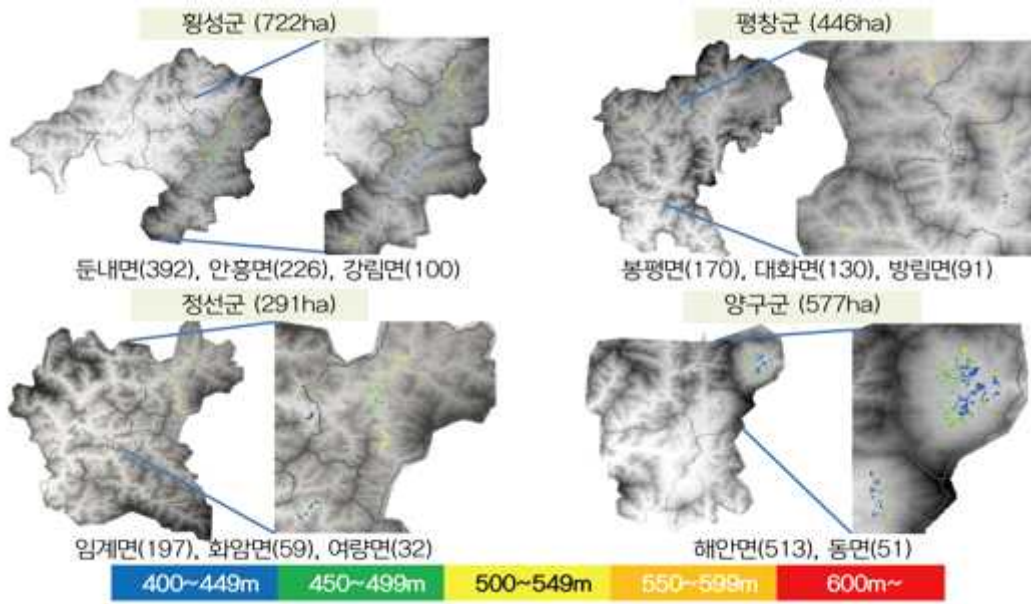 횡성군 (722ha)
평창군 (446ha)
둔내면(392), 안흥면(226), 강림면(100)
봉평면(170), 대화면(130), 방림면(91)
정선군 (291ha)
양구군 (577ha)
임계면(197), 화암면(59), 여량면(32)
해안면(513), 동면(51)
400~449m
450~499m
500~549m
550~599m
600m~